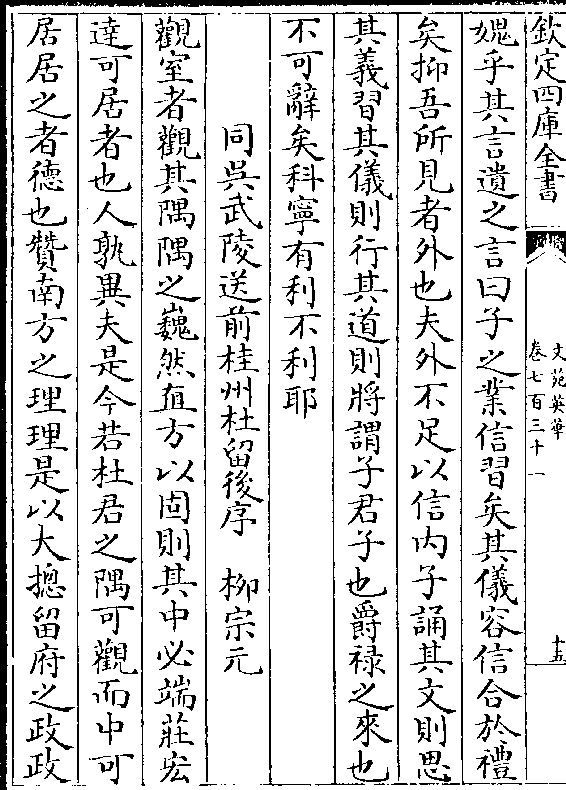 欽定四庫全書
文苑英華
卷七百三十一
十五
媿乎其言遺之言曰子之業信習矣其儀容信合於禮
矣抑吾所見者外也夫外不足以信内子誦其文則思
其義習其儀則行其道則將謂子君子也爵禄之來也
不可辭矣科寧有利不利耶
同吳武陵送前桂州杜留後序 柳宗元
觀室者觀其隅隅之巍然直方以固則其中必端莊宏
達可居者也人孰異夫是今若杜君之隅可觀而中可
居居之者德也贊南方之理理是以大摠留府之政政